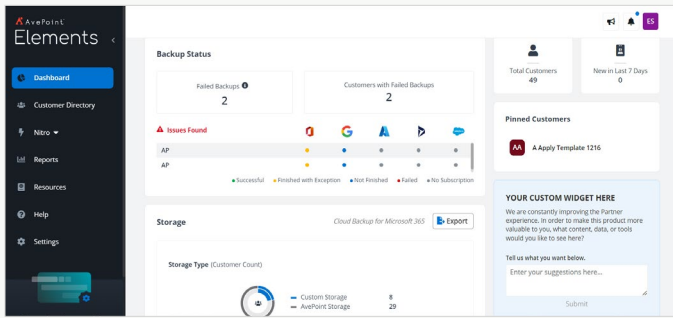 AvePoint
Elements
Dashboard
Customer Directory
Nitro
Reports
Resources
Help
Settings
ES
Backup Status
Failed Backups
2
Customers with Failed Backups
2
Issues Found
AP
AP
Successful Finished with Exception Not Finished Failed No Subscription
Storage
Cloud Backup for Microsoft 365
Export
Storage Type (Customer Count)
Custom Storage 8
AvePoint Storage 29
Total Customers
49
New in Last 7 Days
0
Pinned Customers
AA A Apply Template 1216
YOUR CUSTOM WIDGET HERE
We are constantly improving the Partner
experience. In order to make this product more
valuable to you, what content, data, or tools
would you like to see here?
Tell us what you want below.
Enter your suggestions here...
Submit